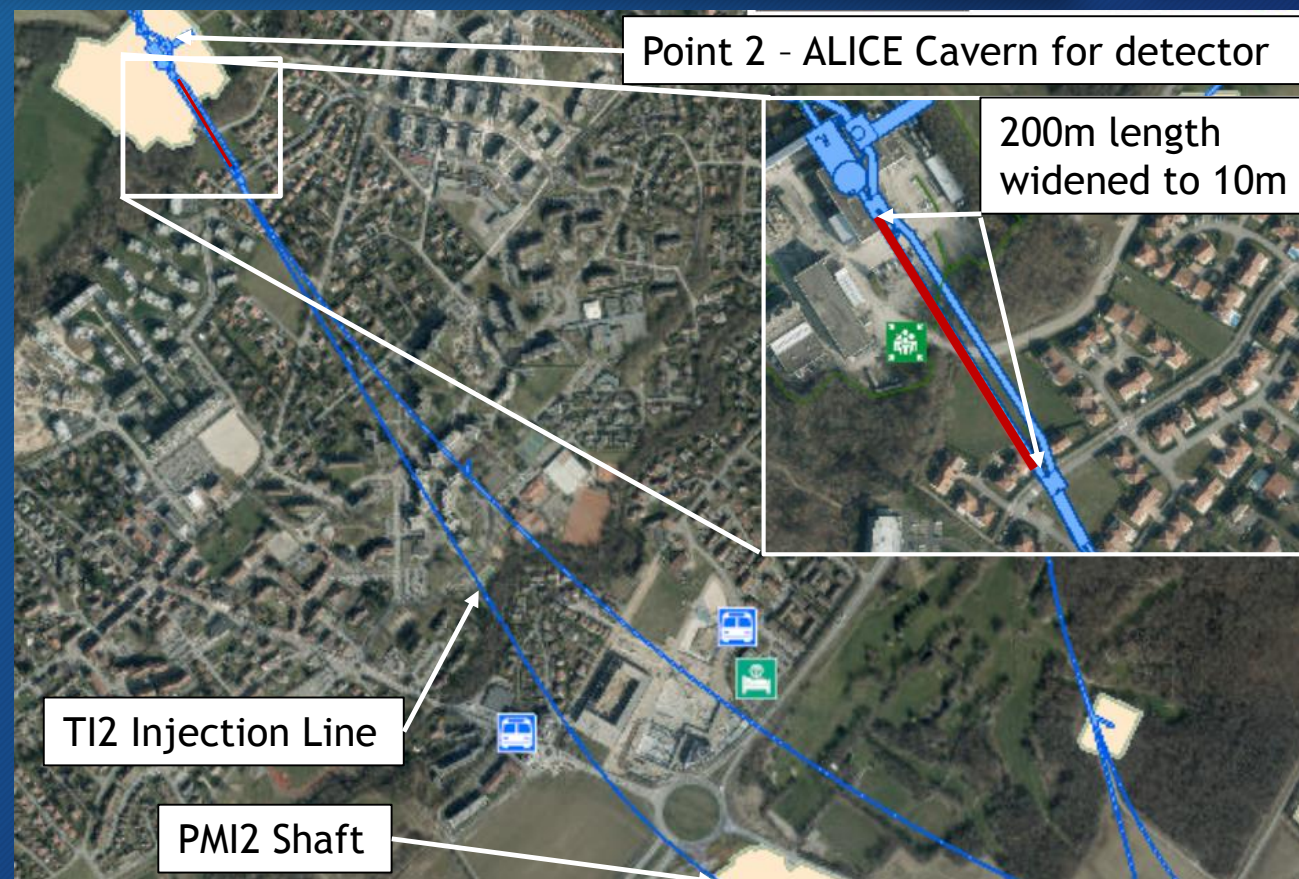 Point 2 – ALICE Cavern for detector
200m length
widened to 10m
TI2 Injection Line
PMI2 Shaft